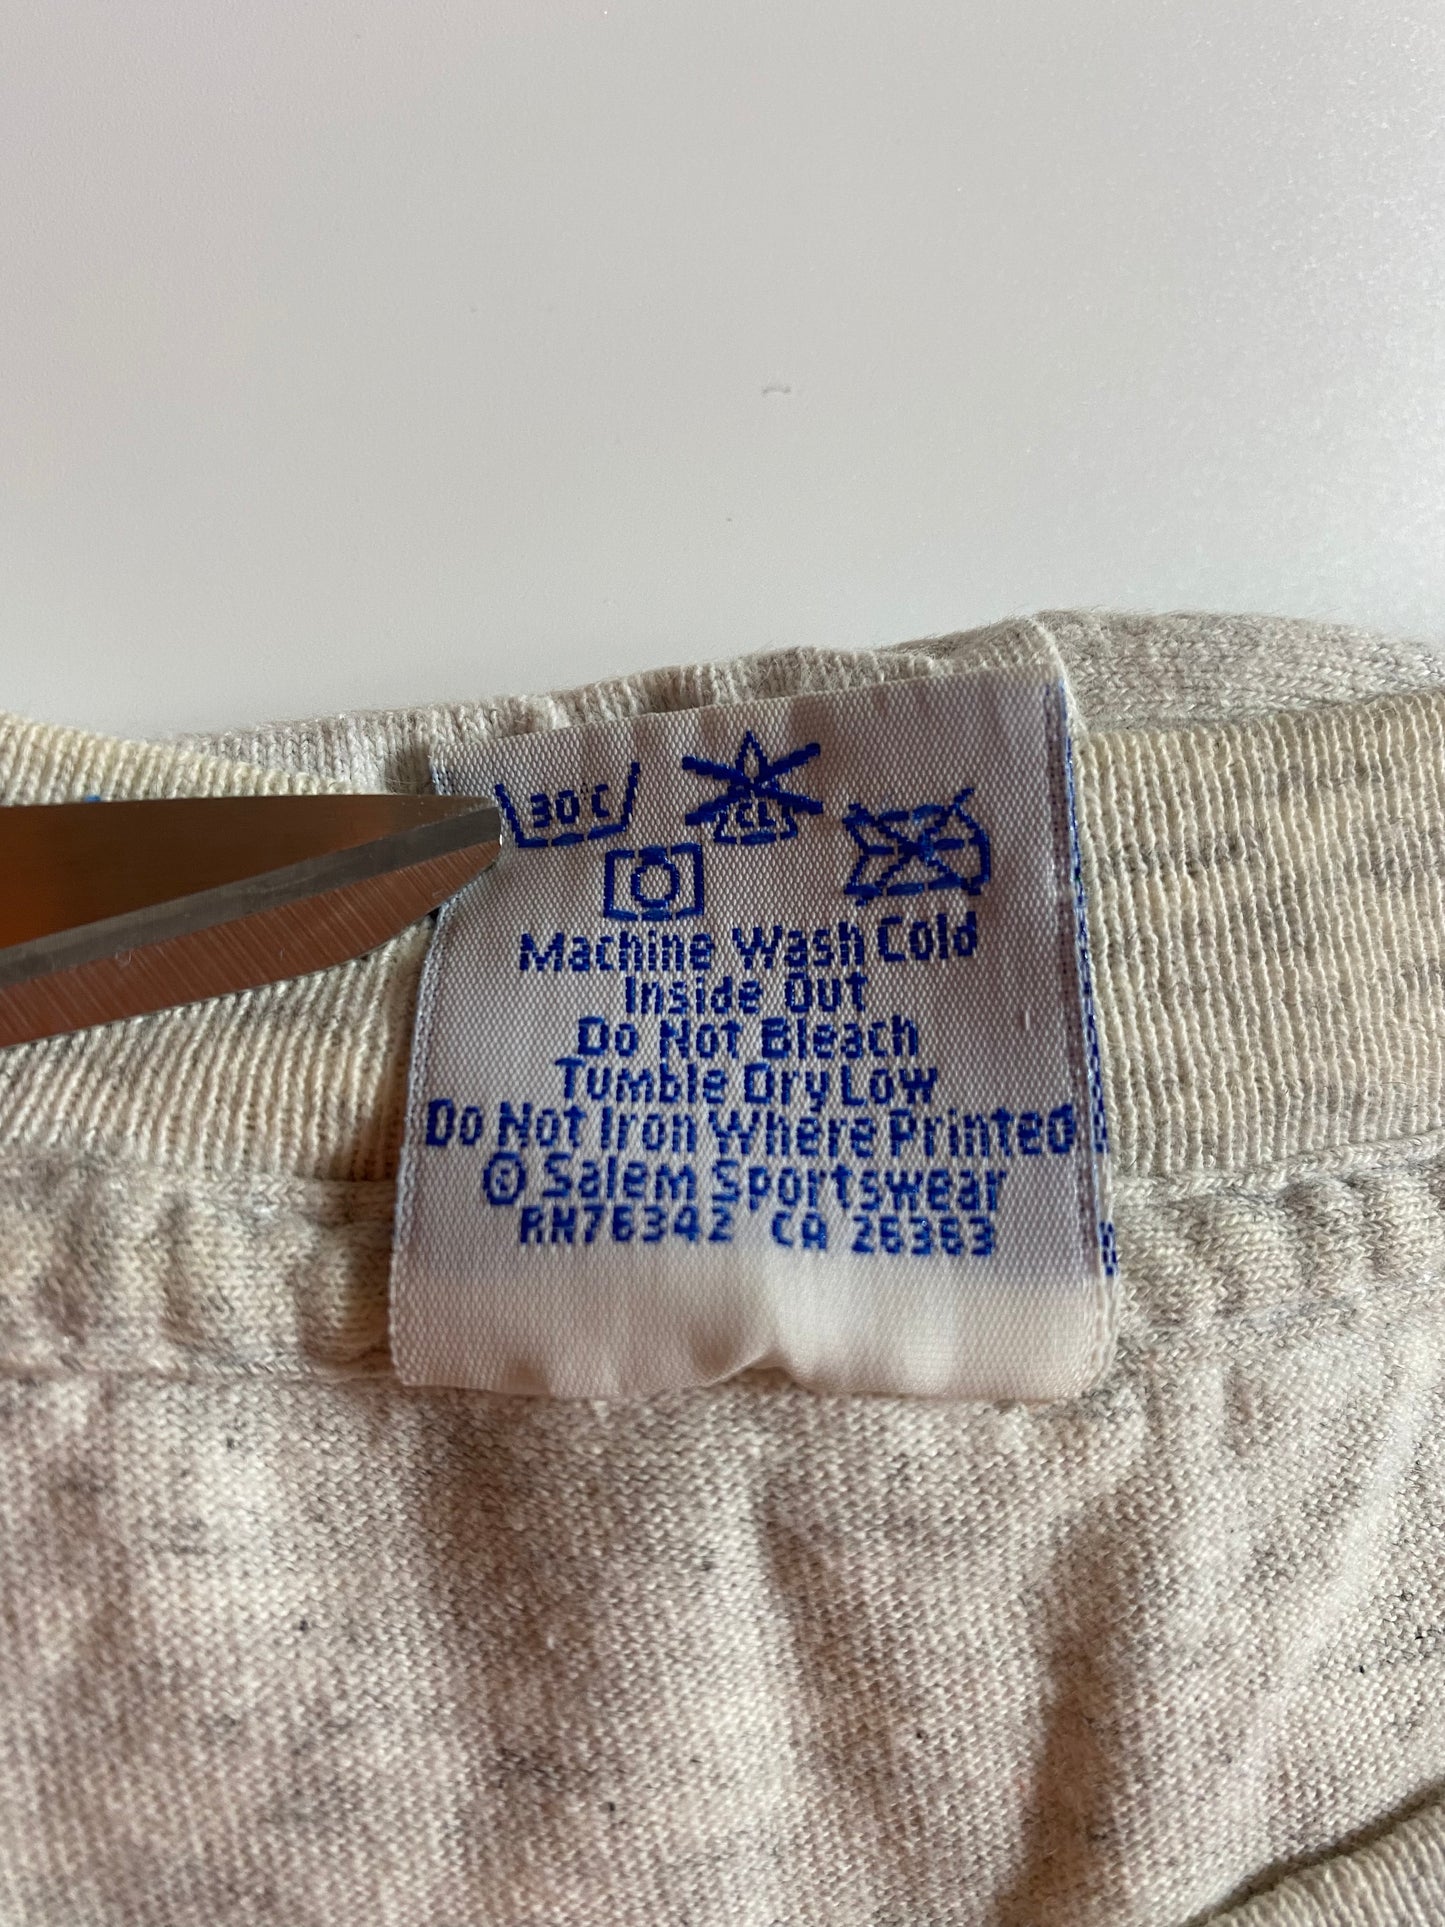 30°C
CL
Machine Wash Cold
Inside Out
Do Not Bleach
Tumble Dry Low
Do Not Iron Where Printed
® Salem Sportswear
RN76342 CA 26363